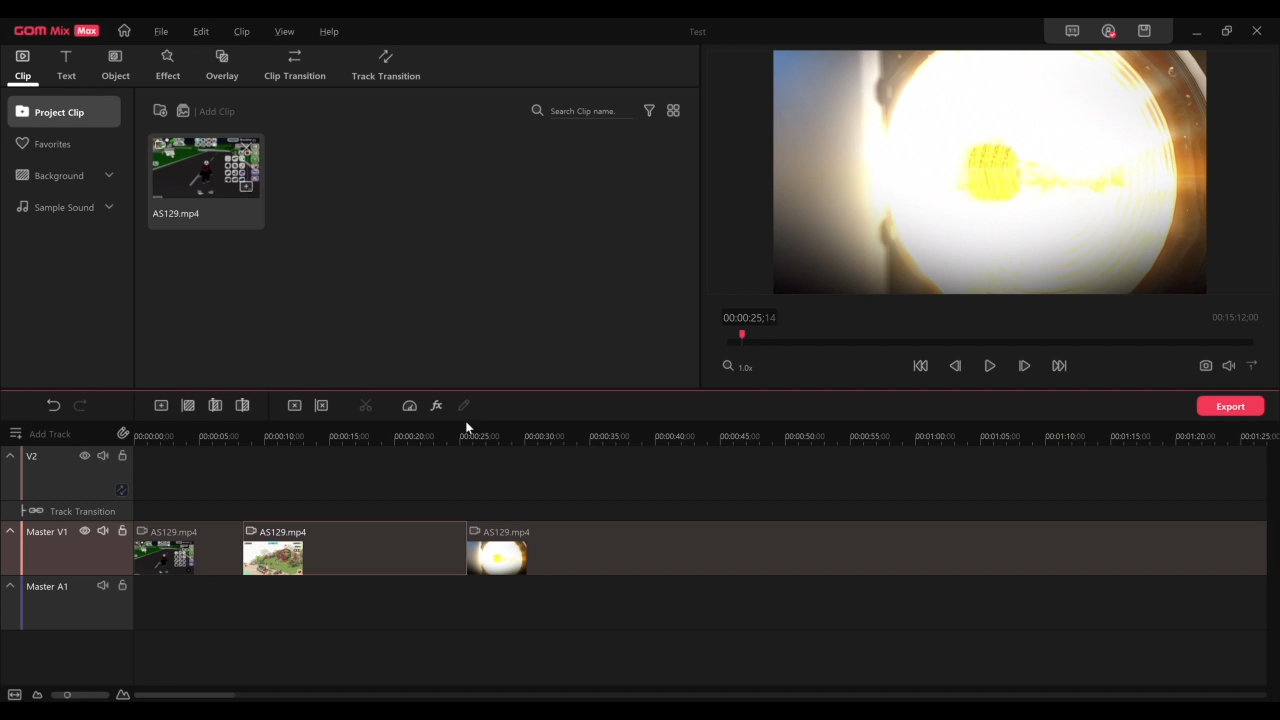 GOM Mix Max
File Edit Clip View Help
Test
Clip Text Object Effect Overlay Clip Transition Track Transition
Project Clip
Favorites
Background
Sample Sound
Add Clip
Search Clip name.
AS129.mp4
00:00:25;14
00:15:12;00
1.0x
Export
Add Track
00:00:00;00 00:00:05;00 00:00:10;00 00:00:15;00 00:00:20;00 00:00:25;00 00:00:30;00 00:00:35;00 00:00:40;00 00:00:45;00 00:00:50;00 00:00:55;00 00:01:00;00 00:01:05;00 00:01:10;00 00:01:15;00 00:01:20;00 00:01:25;00
V2
Track Transition
Master V1
AS129.mp4 AS129.mp4 AS129.mp4
Master A1